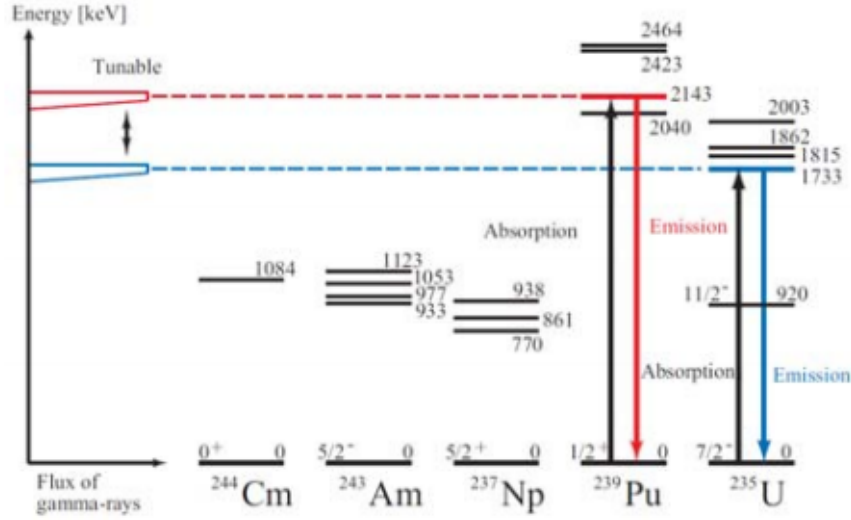 Energy [keV]
Tunable
2464
2423
2143
2040
2003
1862
1815
1733
Absorption
Emission
1084
1123
1053
977
933
938
861
770
11/2⁻ 920
Absorption
Emission
0⁺ 0
5/2⁻ 0
5/2⁺ 0
1/2⁺ 0
7/2⁻ 0
Flux of
gamma-rays
²⁴⁴Cm
²⁴³Am
²³⁷Np
²³⁹Pu
²³⁵U